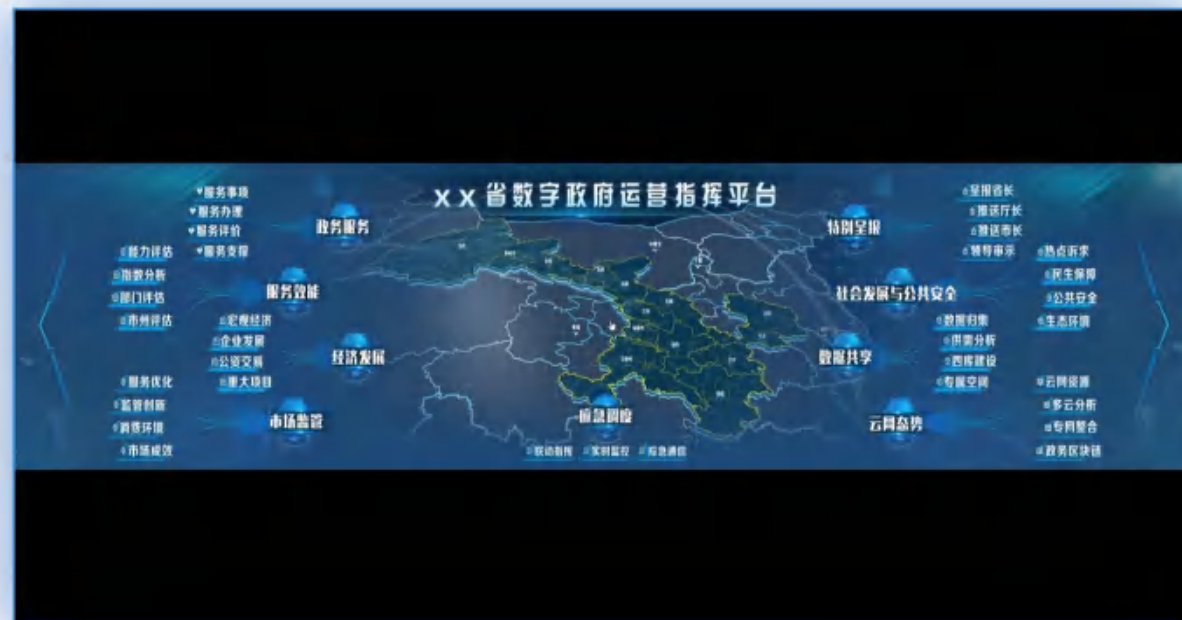 xx省数字政府运营指挥平台
服务事项
服务办理
服务评价
服务支撑
政务服务
能力评估
指数分析
部门评估
市州评估
服务效能
宏观经济
企业发展
公资交易
重大项目
经济发展
服务优化
监管创新
消费环境
市场成效
市场监管
应急调度
联动指挥
实时监控
应急通信
特别呈报
呈报省长
推送厅长
推送市长
领导审示
社会发展与公共安全
热点诉求
民生保障
公共安全
生态环境
数据共享
数据归集
供需分析
四库建设
专属空间
云网态势
云网资源
多云分析
专网整合
政务区块链